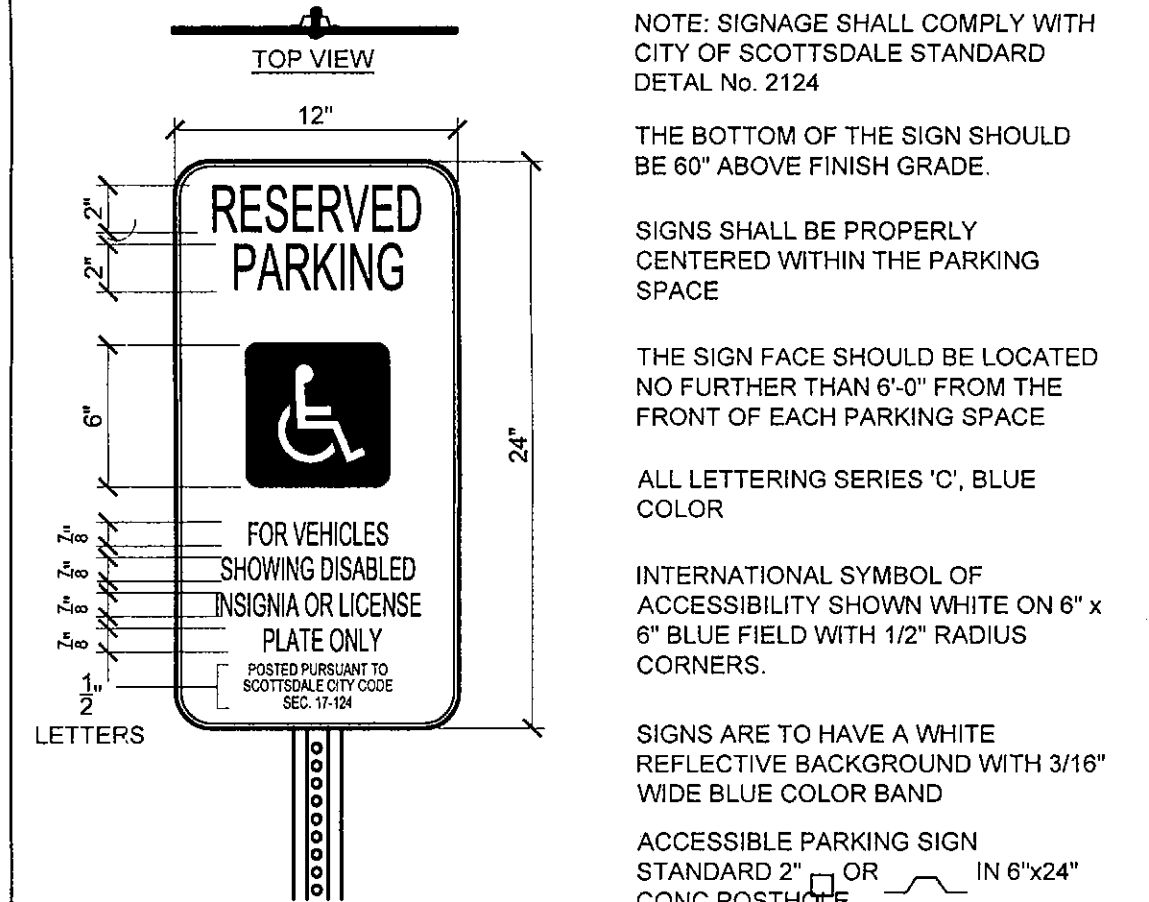 TOP VIEW
12"
RESERVED
PARKING
2"
2"
6"
24"
FOR VEHICLES
SHOWING DISABLED
INSIGNIA OR LICENSE
PLATE ONLY
7/8"
7/8"
7/8"
7/8"
POSTED PURSUANT TO
SCOTTSDALE CITY CODE
SEC. 17-124
1/2"
LETTERS
NOTE: SIGNAGE SHALL COMPLY WITH
CITY OF SCOTTSDALE STANDARD
DETAL No. 2124
THE BOTTOM OF THE SIGN SHOULD
BE 60" ABOVE FINISH GRADE.
SIGNS SHALL BE PROPERLY
CENTERED WITHIN THE PARKING
SPACE
THE SIGN FACE SHOULD BE LOCATED
NO FURTHER THAN 6'-0" FROM THE
FRONT OF EACH PARKING SPACE
ALL LETTERING SERIES 'C', BLUE
COLOR
INTERNATIONAL SYMBOL OF
ACCESSIBILITY SHOWN WHITE ON 6" x
6" BLUE FIELD WITH 1/2" RADIUS
CORNERS.
SIGNS ARE TO HAVE A WHITE
REFLECTIVE BACKGROUND WITH 3/16"
WIDE BLUE COLOR BAND
ACCESSIBLE PARKING SIGN
STANDARD 2" OR IN 6"x24"
CONC POSTHOLE